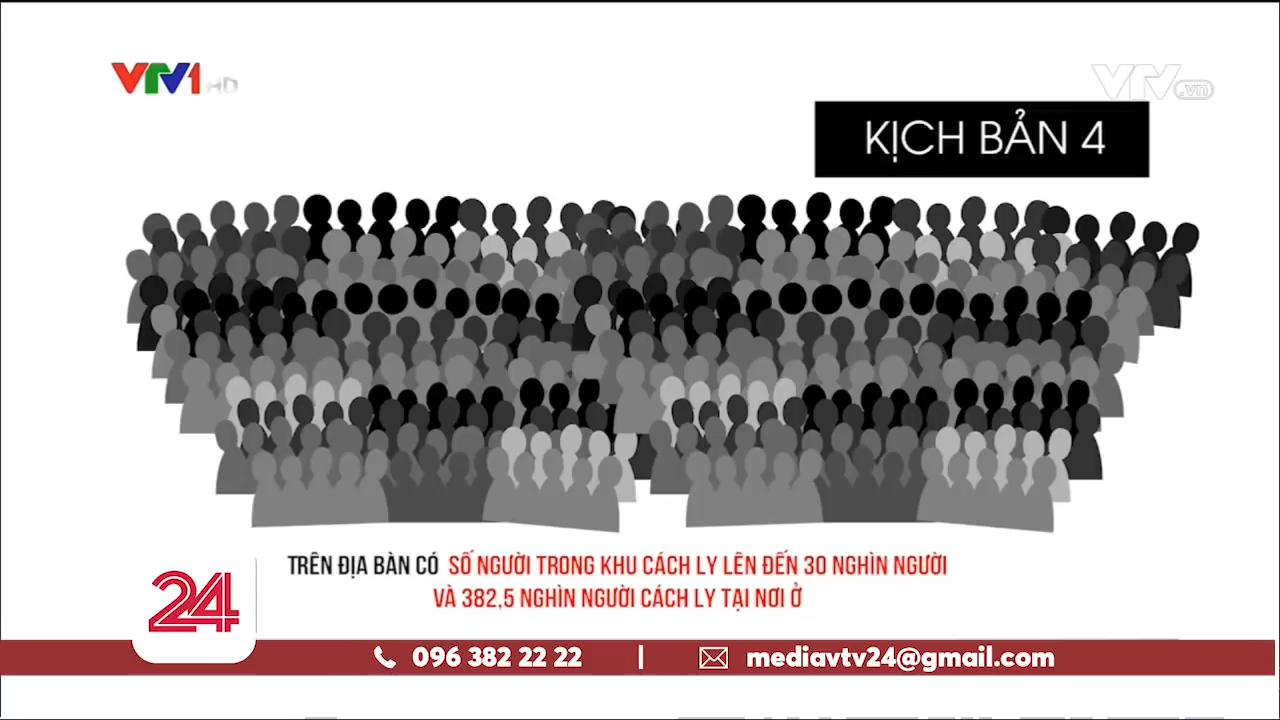 VTV1 HD
VTV.vn
KỊCH BẢN 4
TRÊN ĐỊA BÀN CÓ SỐ NGƯỜI TRONG KHU CÁCH LY LÊN ĐẾN 30 NGHÌN NGƯỜI
VÀ 382,5 NGHÌN NGƯỜI CÁCH LY TẠI NƠI Ở
24
096 382 22 22 | mediavtv24@gmail.com